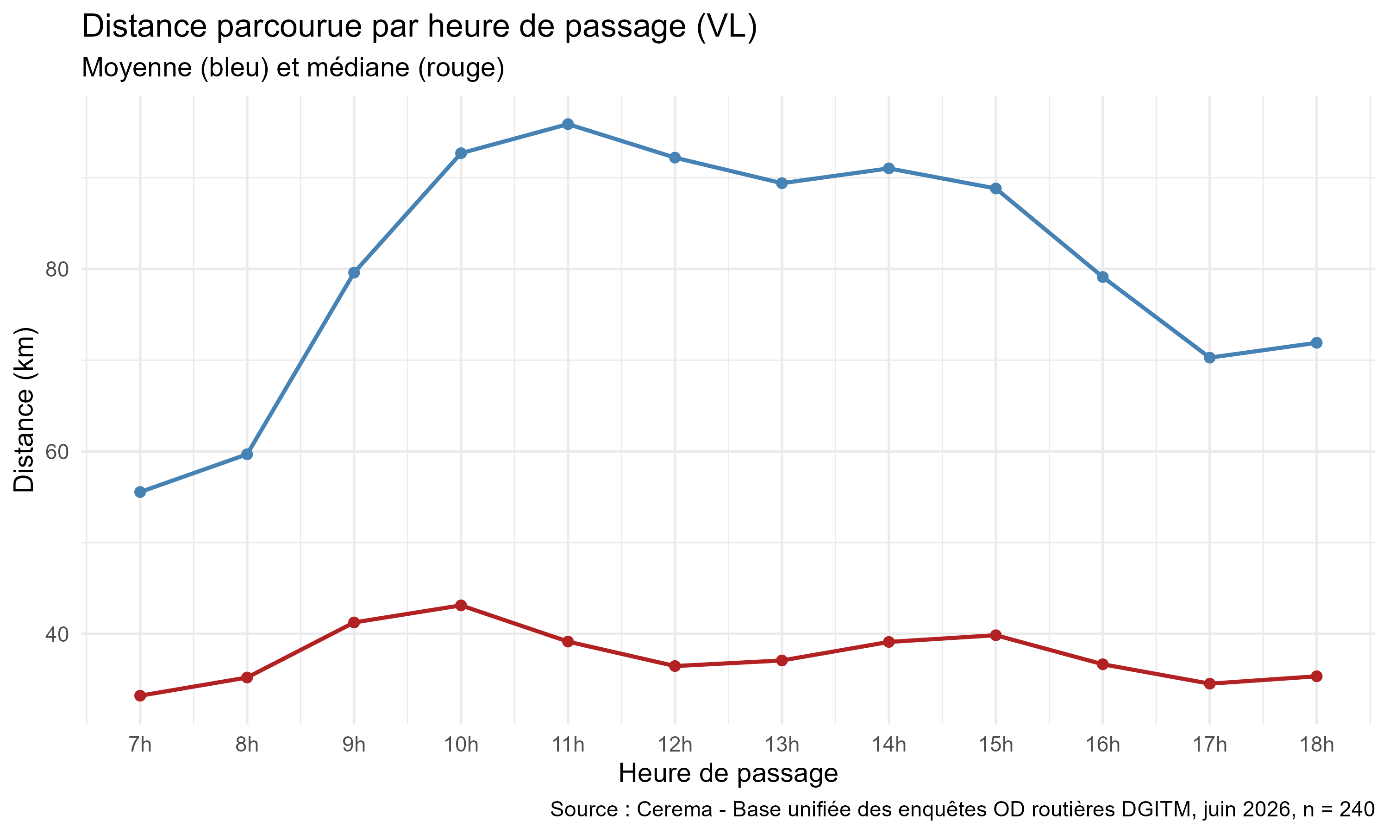 Distance parcourue par heure de passage (VL)
Moyenne (bleu) et médiane (rouge)
Distance (km)
80
60
40
7h 8h 9h 10h 11h 12h 13h 14h 15h 16h 17h 18h
Heure de passage
Source : Cerema - Base unifiée des enquêtes OD routières DGITM, juin 2026, n = 240